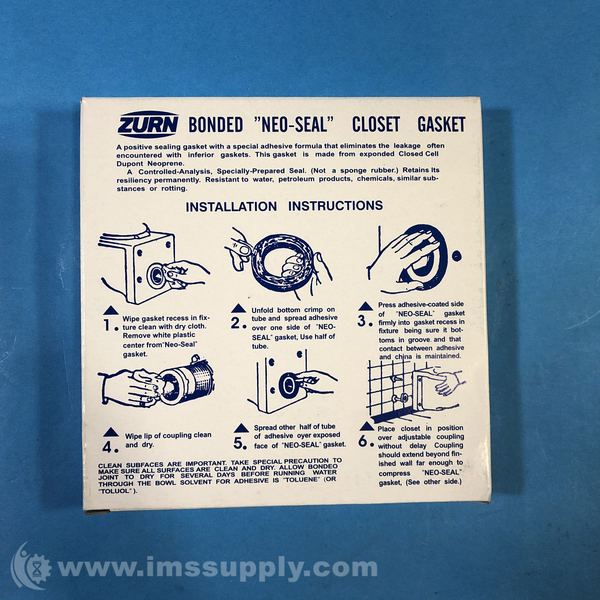 ZURN BONDED "NEO-SEAL" CLOSET GASKET
A positive sealing gasket with a special adhesive formula that eliminates the leakage often
encountered with inferior gaskets. This gasket is made from exponded Closed Cell
Dupont Neoprene.
A Controlled-Analysis, Specially-Prepared Seal. (Not a sponge rubber.) Retains its
resiliency permanently. Resistant to water, petroleum products, chemicals, similar sub-
stances or rotting.
INSTALLATION INSTRUCTIONS
1. Wipe gasket recess in fix-
ture clean with dry cloth.
Remove white plastic
center from"Neo-Seal"
gasket.
2. Unfold bottom crimp on
tube and spread adhesive
over one side of "NEO-
SEAL" gasket, Use half of
tube.
3. Press adhesive-coated side
of "NEO-SEAL" gasket
firmly into gasket recess in
fixture being sure it bot-
toms in groove and that
contact between adhesive
and china is maintained.
4. Wipe lip of coupling clean
and dry.
5. Spread other half of tube
of adhesive oyer exposed
face of "NEO-SEAL" gasket.
6. Place closet in position
over adjustable coupling
without delay Coupling
should extend beyond fin-
ished wall far enough to
compress "NEO-SEAL"
gasket, (See other side.)
CLEAN SUBFACES ARE IMPORTANT. TAKE SPECIAL PRECAUTION TO
MAKE SURE ALL SURFACES ARE CLEAN AND DRY. ALLOW BONDEO
JOINT TO DRY FOR SEVERAL DAYS BEFORE RUNNING WATER
THROUGH THE BOWL SOLVENT FOR ADHESIVE IS "TOLUENE" (OR
"TOLUOL").
www.imssupply.com